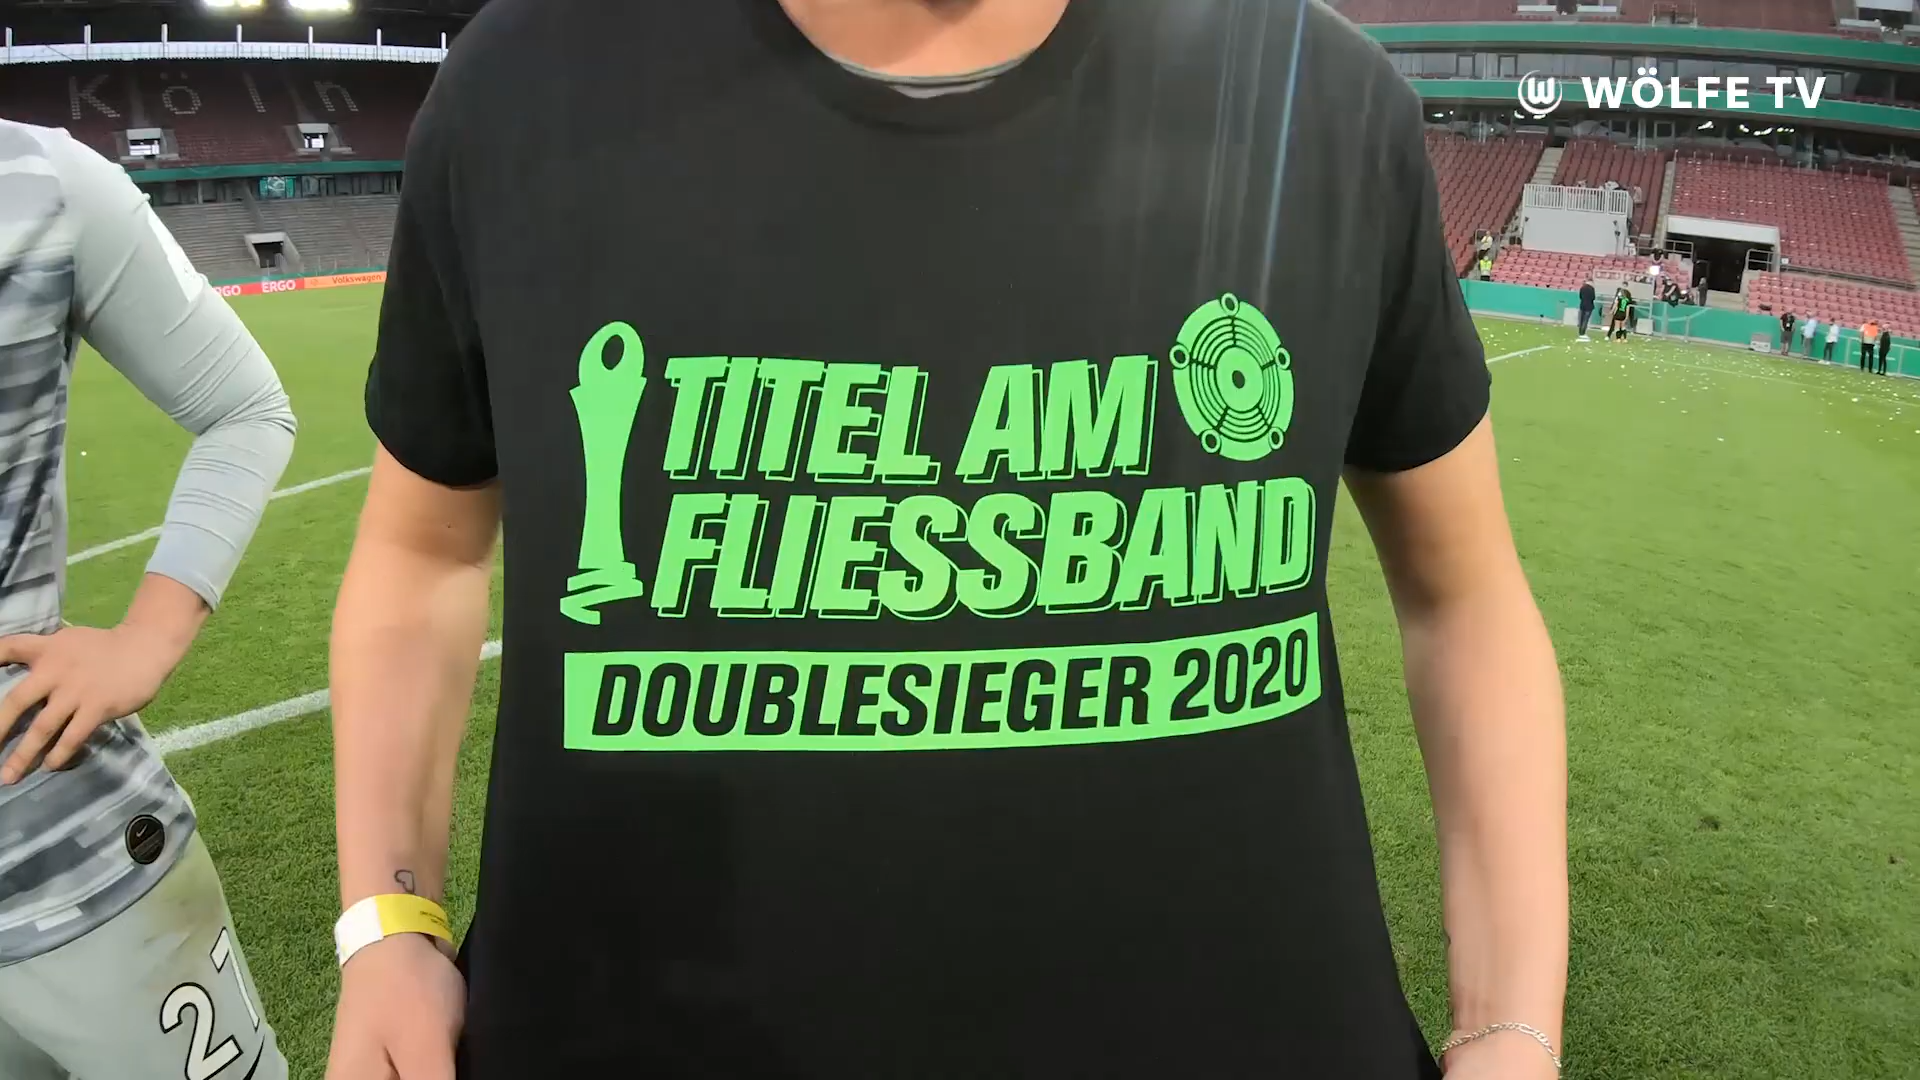 Köln
WÖLFE TV
ERGO
ERGO
Volkswagen
TITEL AM
FLIESSBAND
DOUBLESIEGER 2020
27